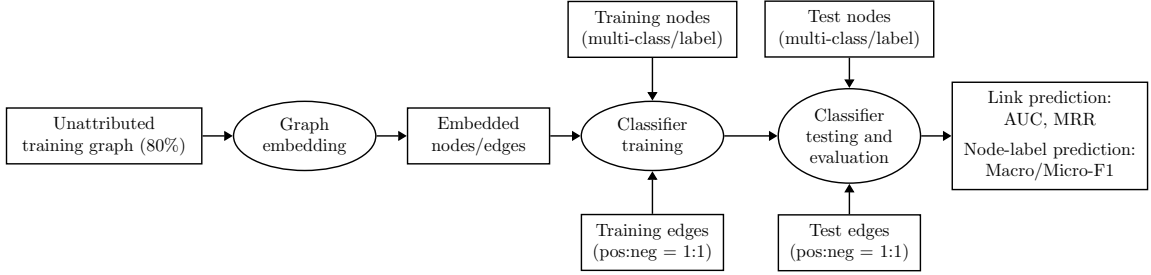 Training nodes
(multi-class/label)
Test nodes
(multi-class/label)
Unattributed
training graph (80%)
Graph
embedding
Embedded
nodes/edges
Classifier
training
Classifier
testing and
evaluation
Link prediction:
AUC, MRR
Node-label prediction:
Macro/Micro-F1
Training edges
(pos:neg = 1:1)
Test edges
(pos:neg = 1:1)